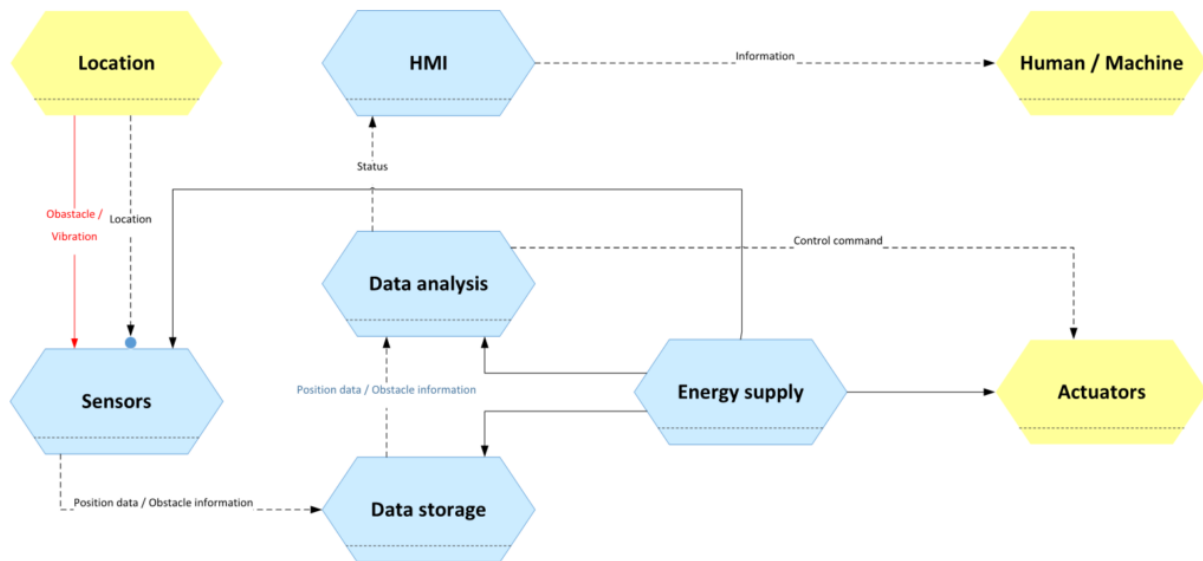 Location
HMI
Human / Machine
Information
Status
Obastacle /
Vibration
Location
Control command
Data analysis
Position data / Obstacle information
Energy supply
Sensors
Actuators
Position data / Obstacle information
Data storage